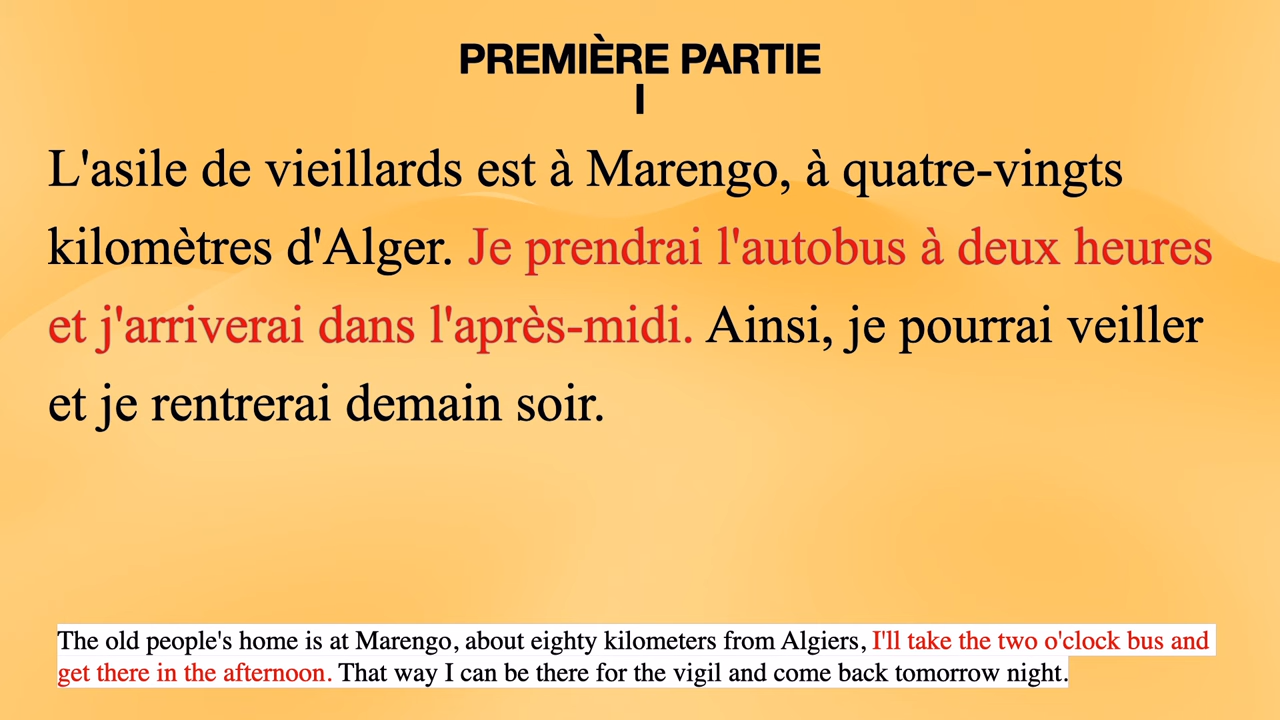 PREMIÈRE PARTIE
I
L'asile de vieillards est à Marengo, à quatre-vingts
kilomètres d'Alger. Je prendrai l'autobus à deux heures
et j'arriverai dans l'après-midi. Ainsi, je pourrai veiller
et je rentrerai demain soir.
The old people's home is at Marengo, about eighty kilometers from Algiers, I'll take the two o'clock bus and
get there in the afternoon. That way I can be there for the vigil and come back tomorrow night.